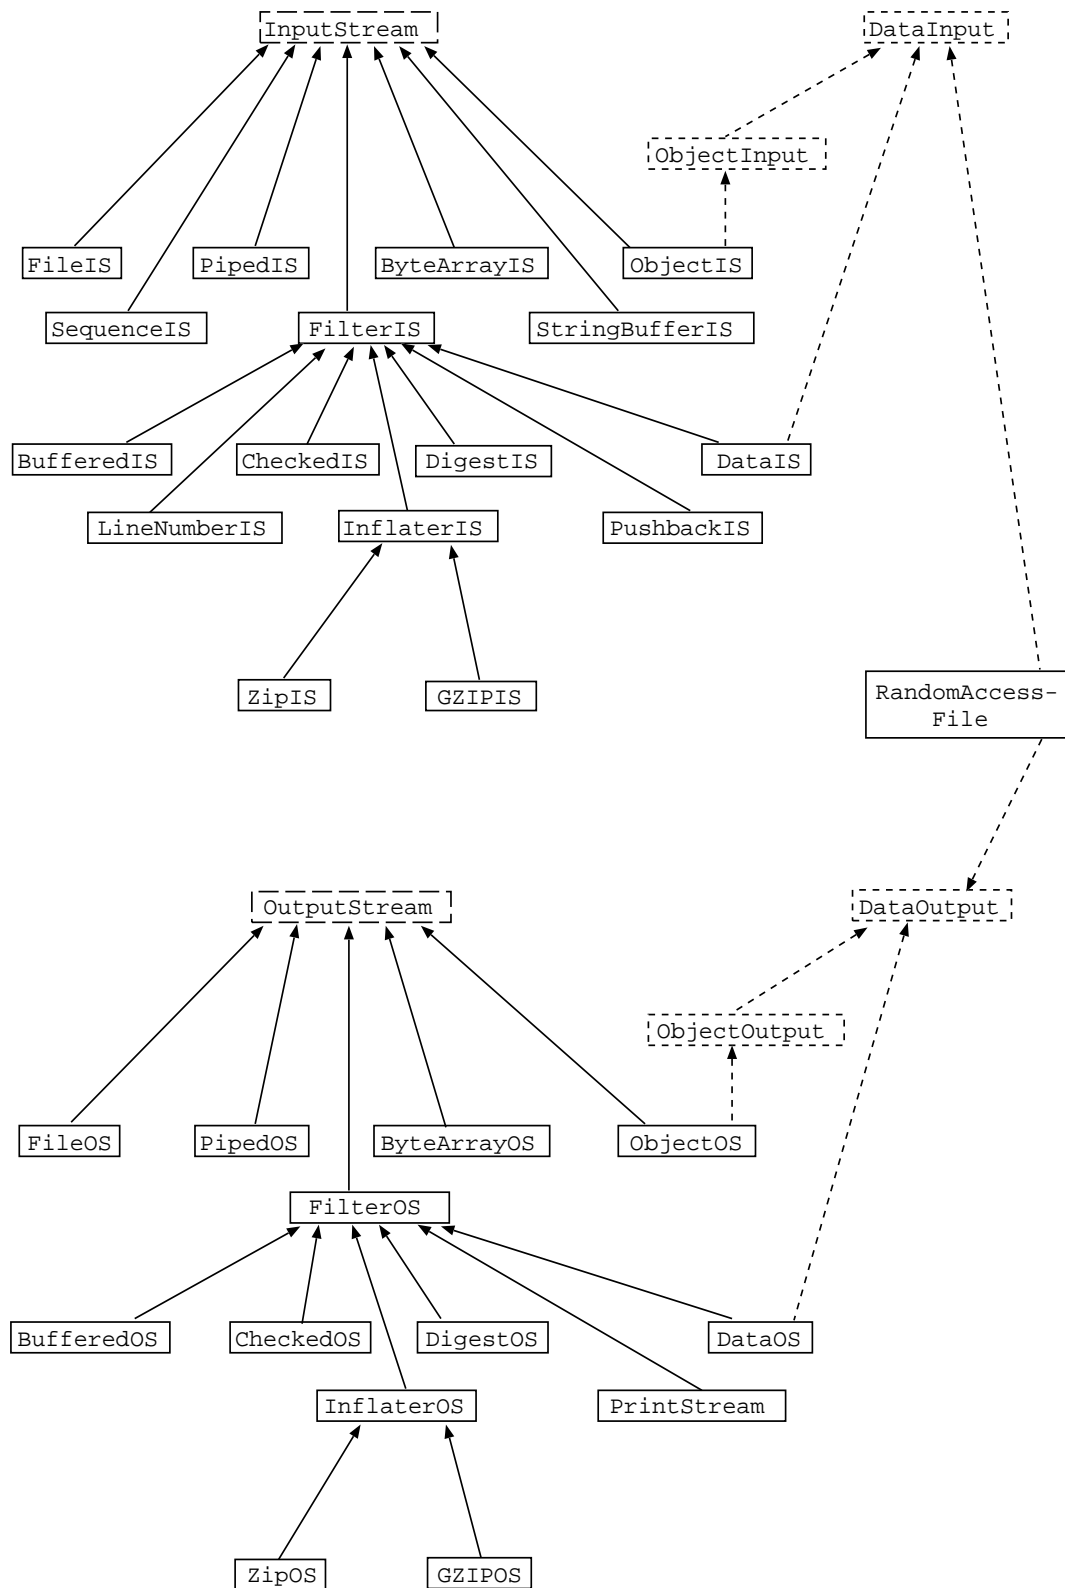 InputStream
DataInput
ObjectInput
FileIS
PipedIS
ByteArrayIS
ObjectIS
SequenceIS
FilterIS
StringBufferIS
BufferedIS
CheckedIS
DigestIS
DataIS
LineNumberIS
InflaterIS
PushbackIS
ZipIS
GZIPIS
RandomAccess-
File
OutputStream
DataOutput
ObjectOutput
FileOS
PipedOS
ByteArrayOS
ObjectOS
FilterOS
BufferedOS
CheckedOS
DigestOS
DataOS
InflaterOS
PrintStream
ZipOS
GZIPOS